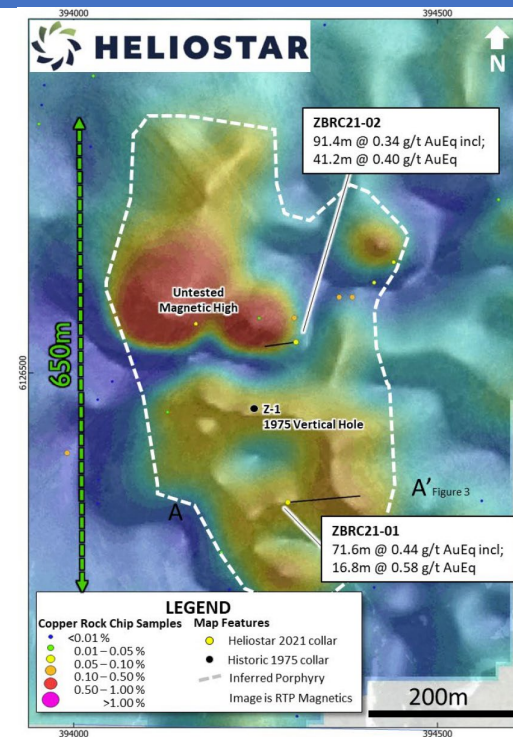 394000
394500
HELIOSTAR
N
ZBRC21-02
91.4m @ 0.34 g/t AuEq incl;
41.2m @ 0.40 g/t AuEq
Untested
Magnetic High
650m
6126500
Z-1
1975 Vertical Hole
A
A' Figure 3
ZBRC21-01
71.6m @ 0.44 g/t AuEq incl;
16.8m @ 0.58 g/t AuEq
LEGEND
Copper Rock Chip Samples
<0.01 %
0.01 – 0.05 %
0.05 – 0.10 %
0.10 – 0.50 %
0.50 – 1.00 %
>1.00 %
Map Features
Heliostar 2021 collar
Historic 1975 collar
Inferred Porphyry
Image is RTP Magnetics
200m
394000
394500